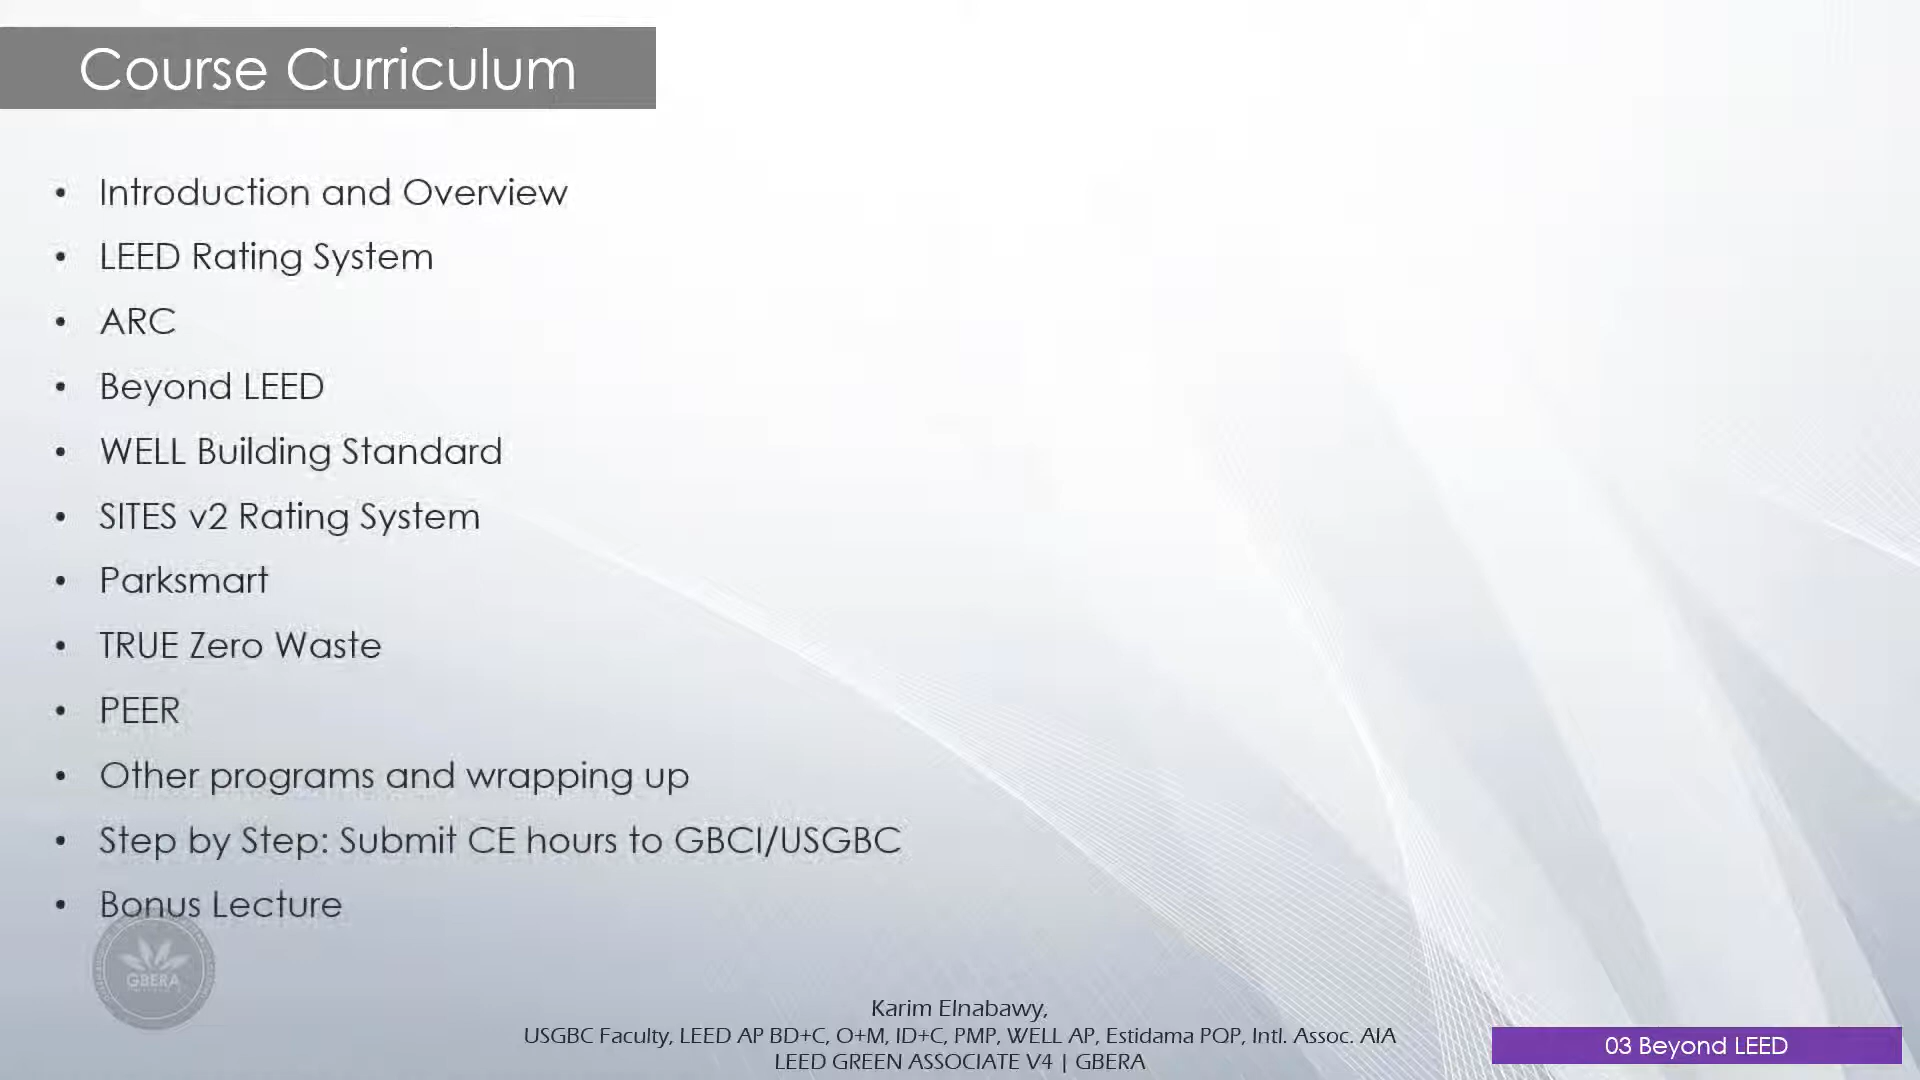 Course Curriculum
• Introduction and Overview
• LEED Rating System
• ARC
• Beyond LEED
• WELL Building Standard
• SITES v2 Rating System
• Parksmart
• TRUE Zero Waste
• PEER
• Other programs and wrapping up
• Step by Step: Submit CE hours to GBCI/USGBC
• Bonus Lecture
GBERA
Karim Elnabawy,
USGBC Faculty, LEED AP BD+C, O+M, ID+C, PMP, WELL AP, Estidama PQP, Intl. Assoc. AIA
LEED GREEN ASSOCIATE V4 | GBERA
03 Beyond LEED